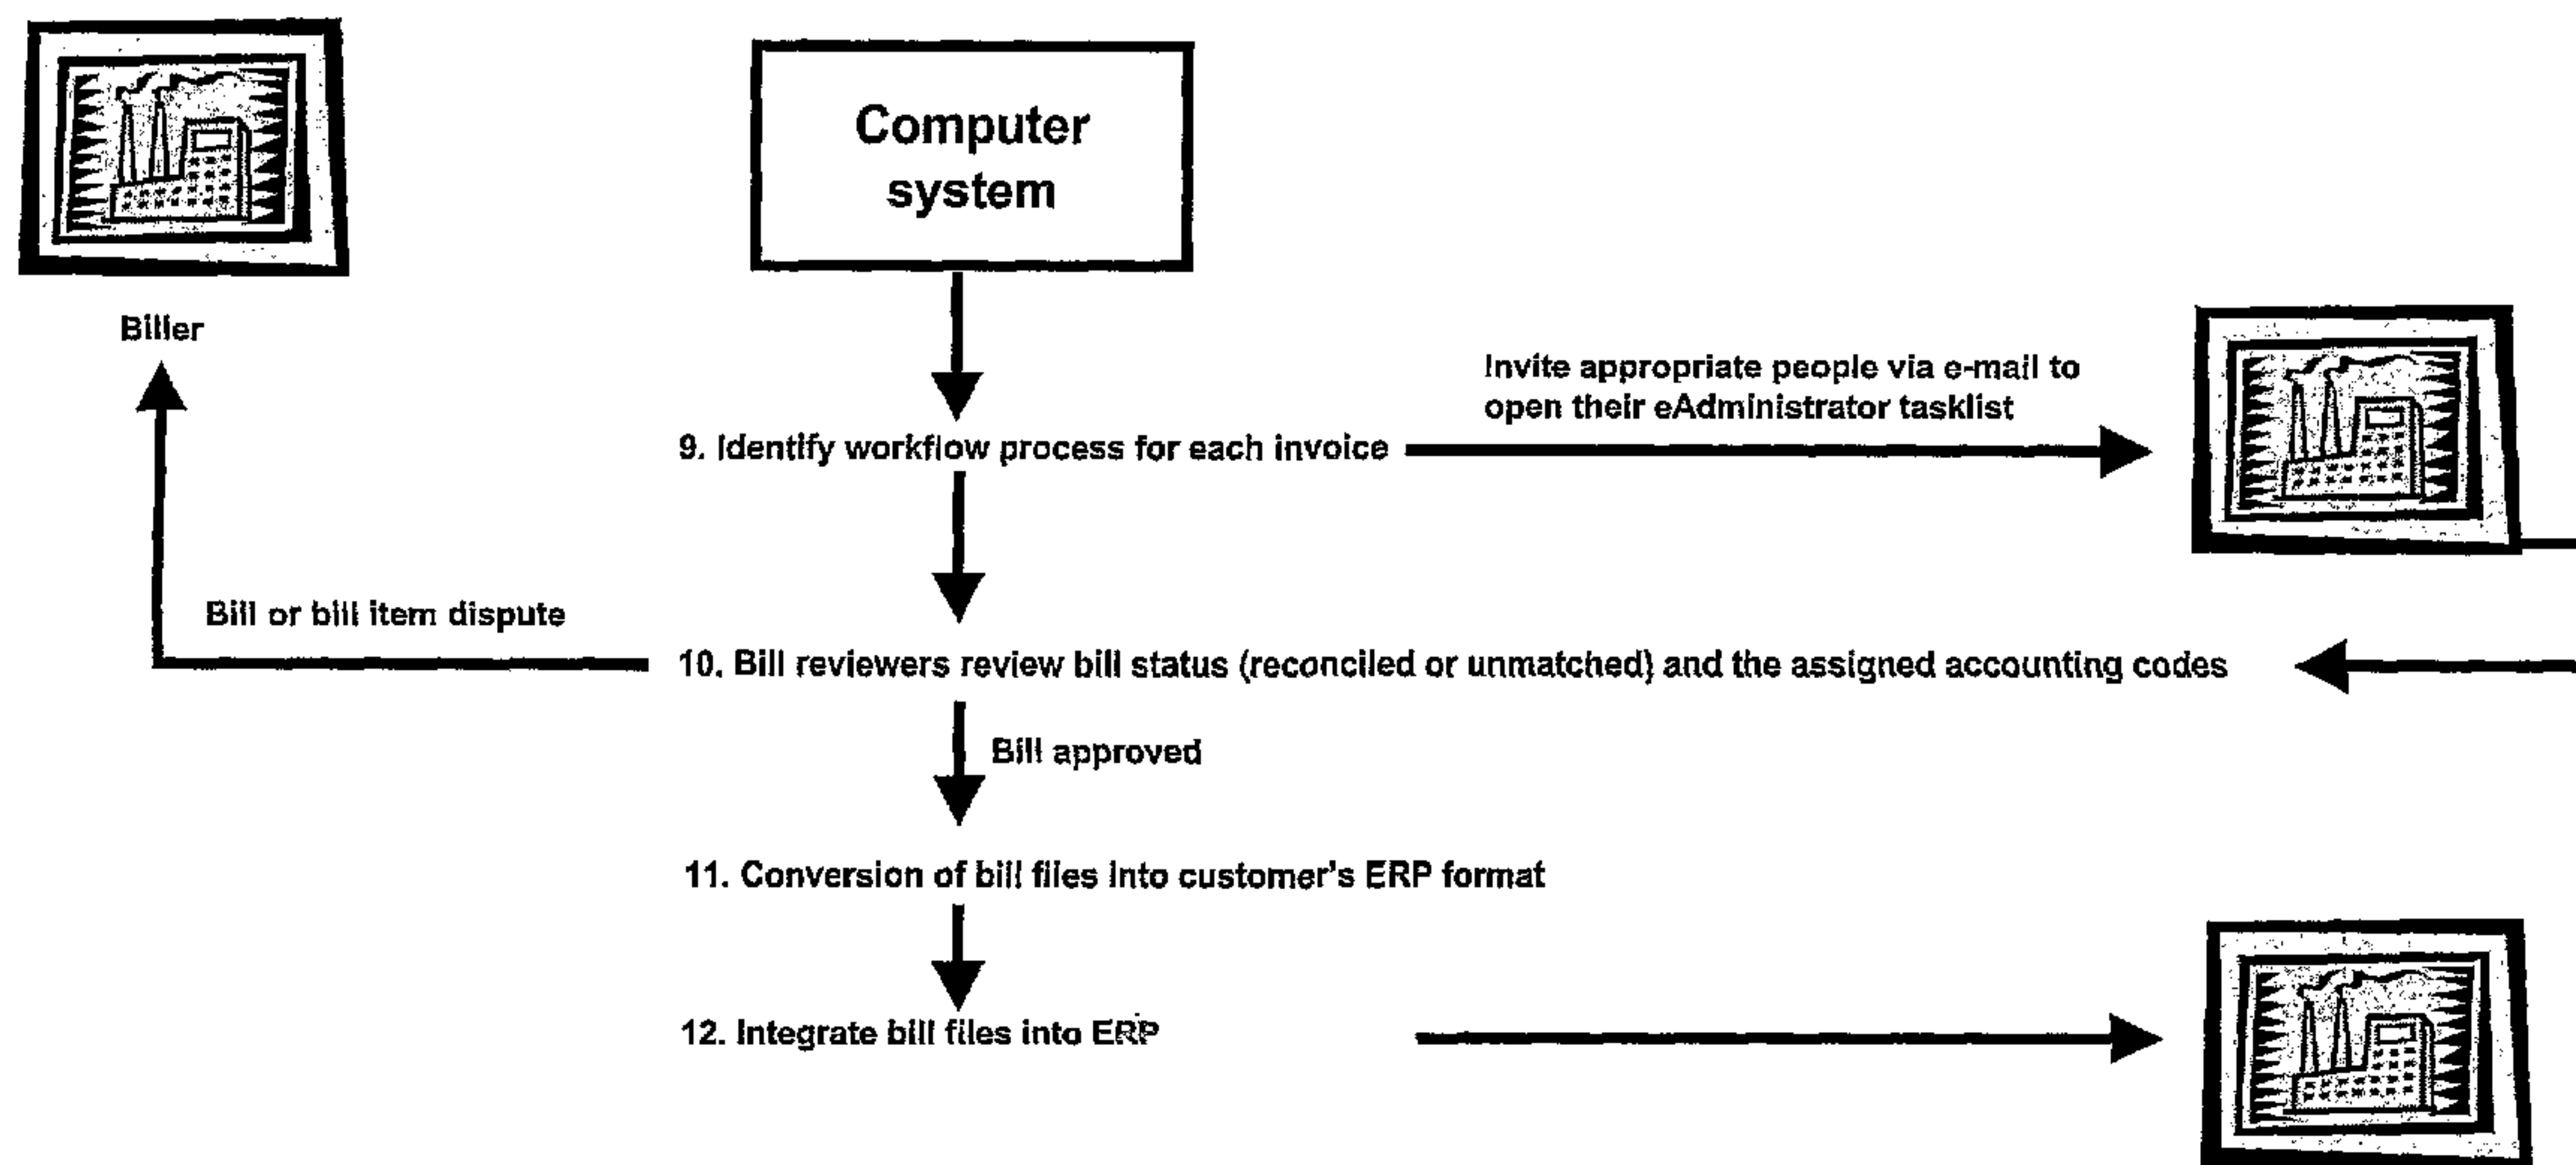 Computer
system
Biller
Invite appropriate people via e-mail to
open their eAdministrator tasklist
9. Identify workflow process for each invoice
Bill or bill item dispute
10. Bill reviewers review bill status (reconciled or unmatched) and the assigned accounting codes
Bill approved
11. Conversion of bill files into customer's ERP format
12. Integrate bill files into ERP